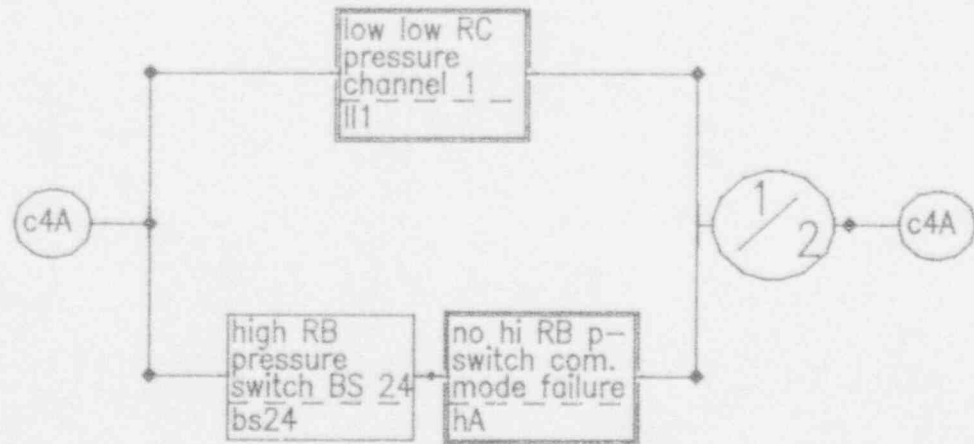 low low RC
pressure
channel 1
ll1
c4A
1/2
c4A
high RB
pressure
switch BS 24
bs24
no hi RB p-
switch com.
mode failure
hA